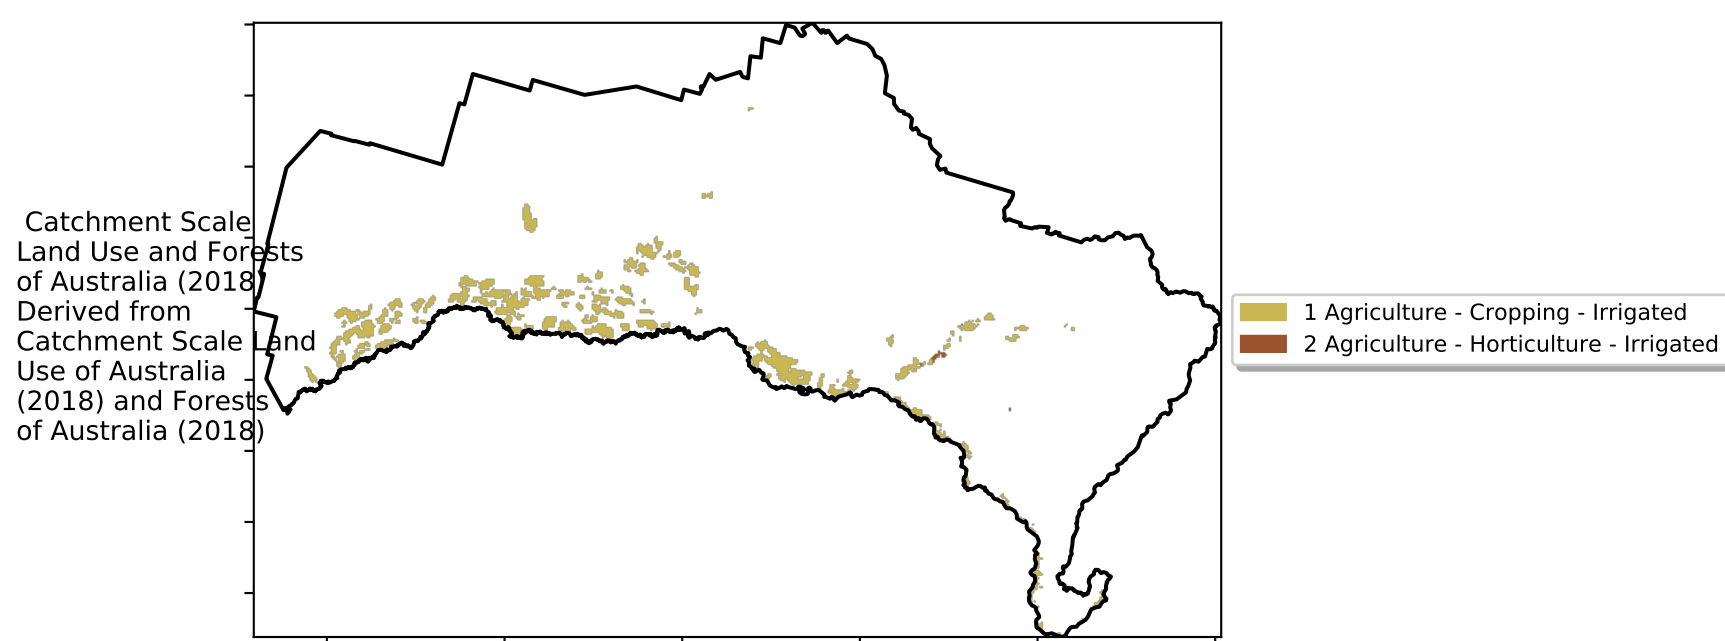 Catchment Scale
Land Use and Forests
of Australia (2018)
Derived from
Catchment Scale Land
Use of Australia
(2018) and Forests
of Australia (2018)
1 Agriculture - Cropping - Irrigated
2 Agriculture - Horticulture - Irrigated